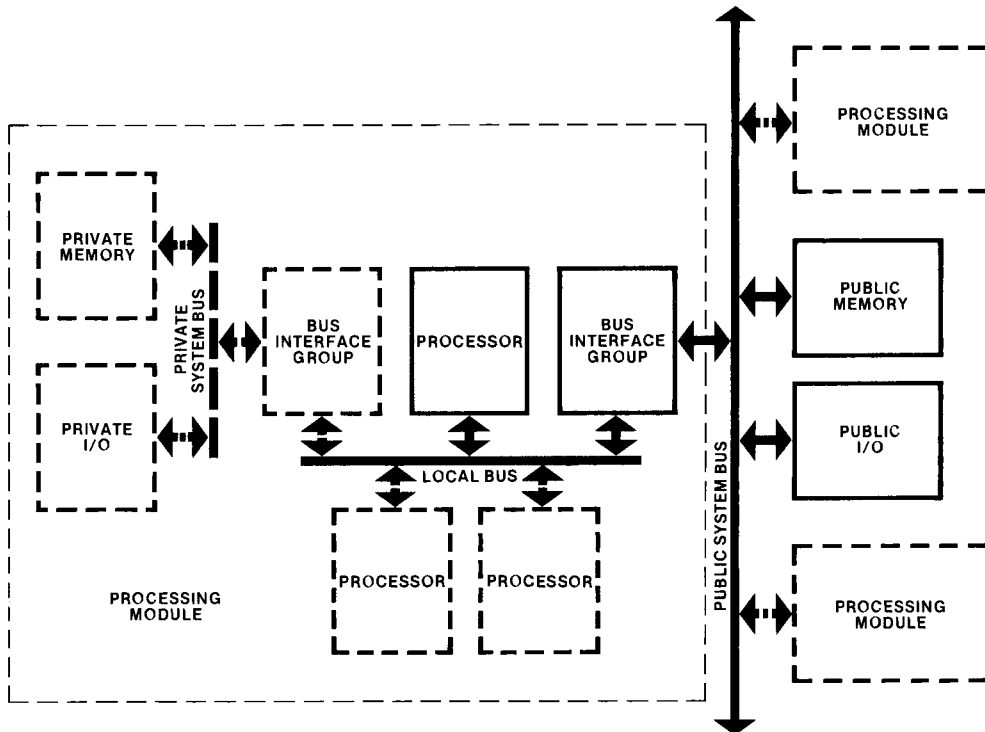 PROCESSING
MODULE
PRIVATE
MEMORY
PRIVATE
SYSTEM BUS
BUS
INTERFACE
GROUP
PROCESSOR
BUS
INTERFACE
GROUP
PUBLIC
MEMORY
PRIVATE
I/O
PUBLIC
I/O
LOCAL BUS
PUBLIC SYSTEM BUS
PROCESSOR
PROCESSOR
PROCESSING
MODULE
PROCESSING
MODULE